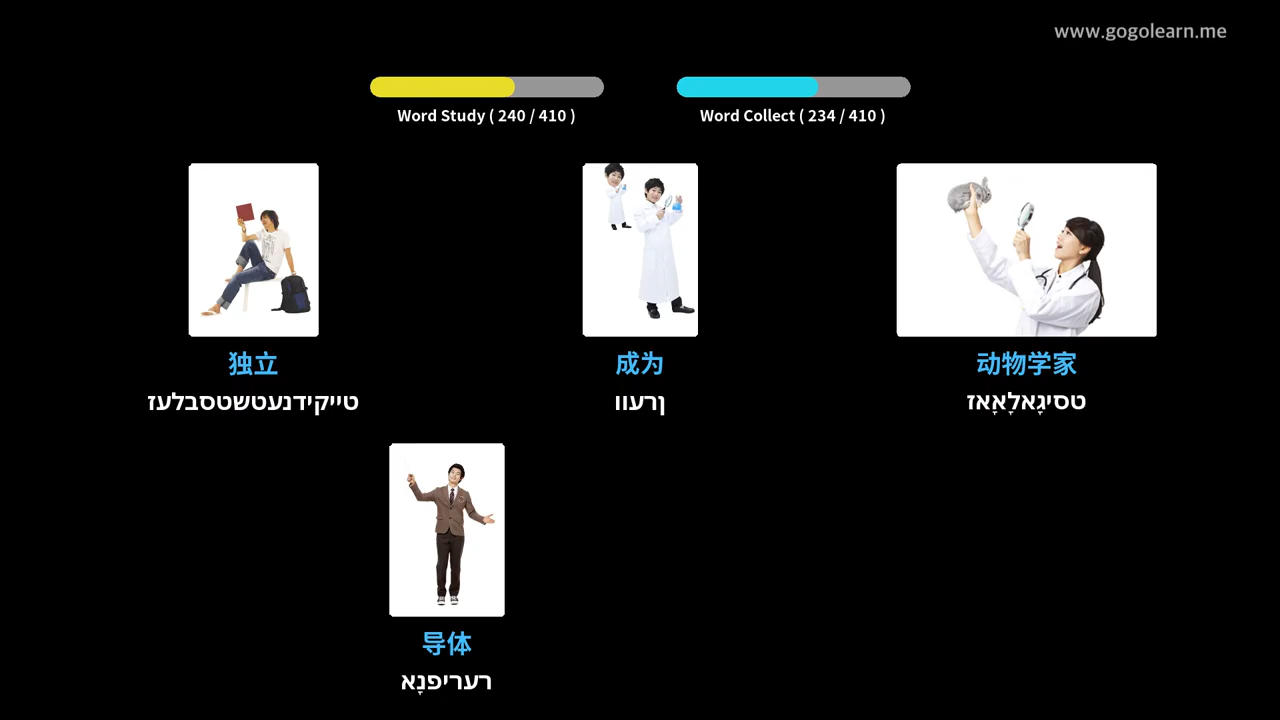 www.gogolearn.me
Word Study ( 240 / 410 )
Word Collect ( 234 / 410 )
独立
זעלבסטשטענדיקייט
成为
ווערן
动物学家
זאָאָלאָגיסט
导体
אָנפירער